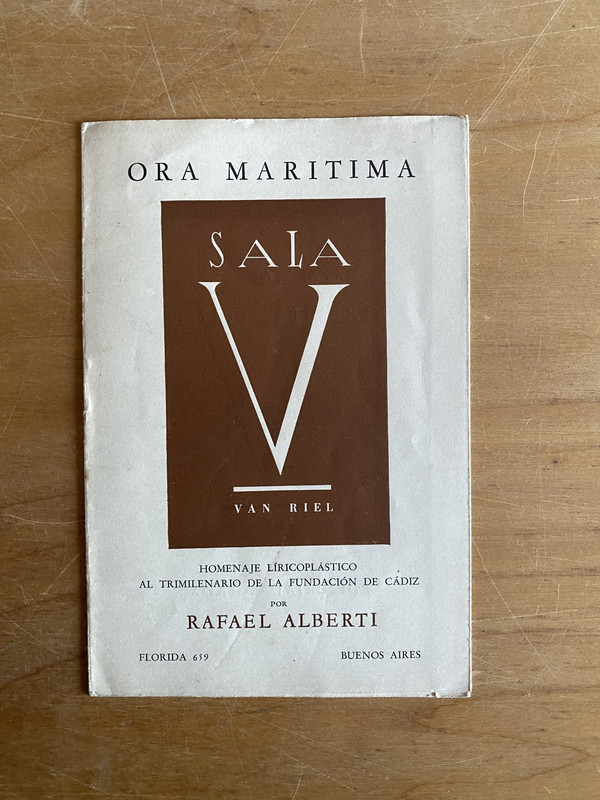 ORA MARITIMA
SALA
V
VAN RIEL
HOMENAJE LÍRICOPLÁSTICO
AL TRIMILENARIO DE LA FUNDACIÓN DE CÁDIZ
POR
RAFAEL ALBERTI
FLORIDA 659 BUENOS AIRES